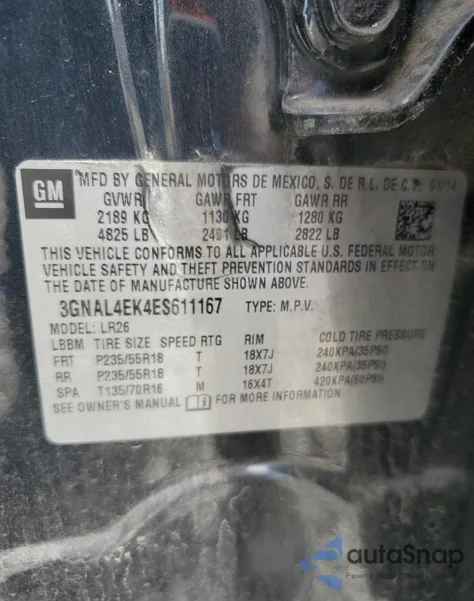 GM
MFD BY GENERAL MOTORS DE MEXICO, S. DE R.L. DE C.V. 01/14
GVWR GAWR FRT GAWR RR
2189 KG 1130 KG 1280 KG
4825 LB 2491 LB 2822 LB
THIS VEHICLE CONFORMS TO ALL APPLICABLE U.S. FEDERAL MOTOR
VEHICLE SAFETY AND THEFT PREVENTION STANDARDS IN EFFECT ON
THE DATE OF MANUFACTURE SHOWN ABOVE.
3GNAL4EK4ES611167 TYPE: M.P.V.
MODEL: LR26
LBBM TIRE SIZE SPEED RTG RIM COLD TIRE PRESSURE
FRT P235/55R18 T 18X7J 240KPA(35PSI)
RR P235/55R18 T 18X7J 240KPA(35PSI)
SPA T135/70R16 M 16X4T 420KPA(60PSI)
SEE OWNER'S MANUAL FOR MORE INFORMATION.
autoSnap